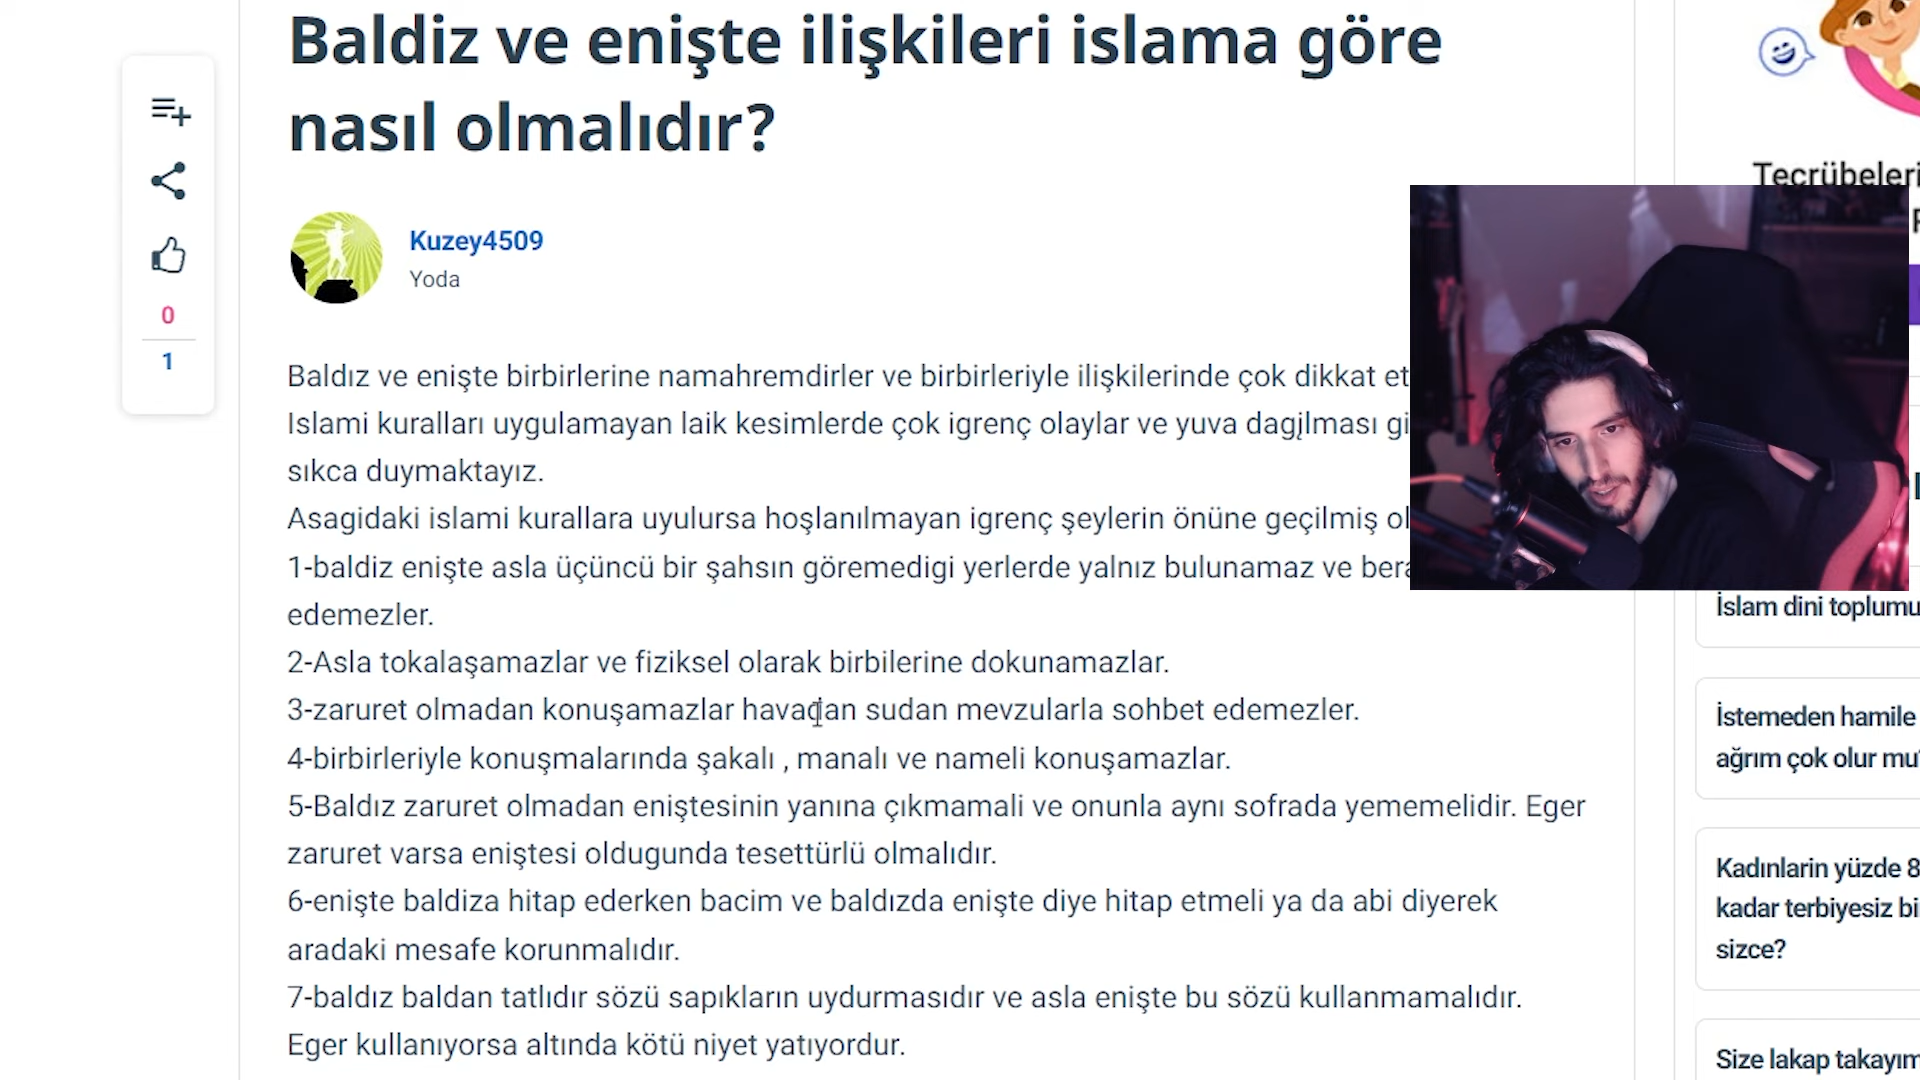 Baldiz ve enişte ilişkileri islama göre
nasıl olmalıdır?
Kuzey4509
Yoda
0
1
Baldız ve enişte birbirlerine namahremdirler ve birbirleriyle ilişkilerinde çok dikkat et
Islami kuralları uygulamayan laik kesimlerde çok igrenç olaylar ve yuva dagılması gi
sıkca duymaktayız.
Asagidaki islami kurallara uyulursa hoşlanılmayan igrenç şeylerin önüne geçilmiş ol
1-baldiz enişte asla üçüncü bir şahsın göremedigi yerlerde yalnız bulunamaz ve bera
edemezler.
2-Asla tokalaşamazlar ve fiziksel olarak birbilerine dokunamazlar.
3-zaruret olmadan konuşamazlar havadan sudan mevzularla sohbet edemezler.
4-birbirleriyle konuşmalarında şakalı , manalı ve nameli konuşamazlar.
5-Baldız zaruret olmadan eniştesinin yanına çıkmamali ve onunla aynı sofrada yememelidir. Eger
zaruret varsa eniştesi oldugunda tesettürlü olmalıdır.
6-enişte baldiza hitap ederken bacim ve baldızda enişte diye hitap etmeli ya da abi diyerek
aradaki mesafe korunmalıdır.
7-baldız baldan tatlıdır sözü sapıkların uydurmasıdır ve asla enişte bu sözü kullanmamalıdır.
Eger kullanıyorsa altında kötü niyet yatıyordur.
Tecrübeleri
İslam dini toplumu
İstemeden hamile
ağrım çok olur mu
Kadınlarin yüzde 8
kadar terbiyesiz bi
sizce?
Size lakap takayım